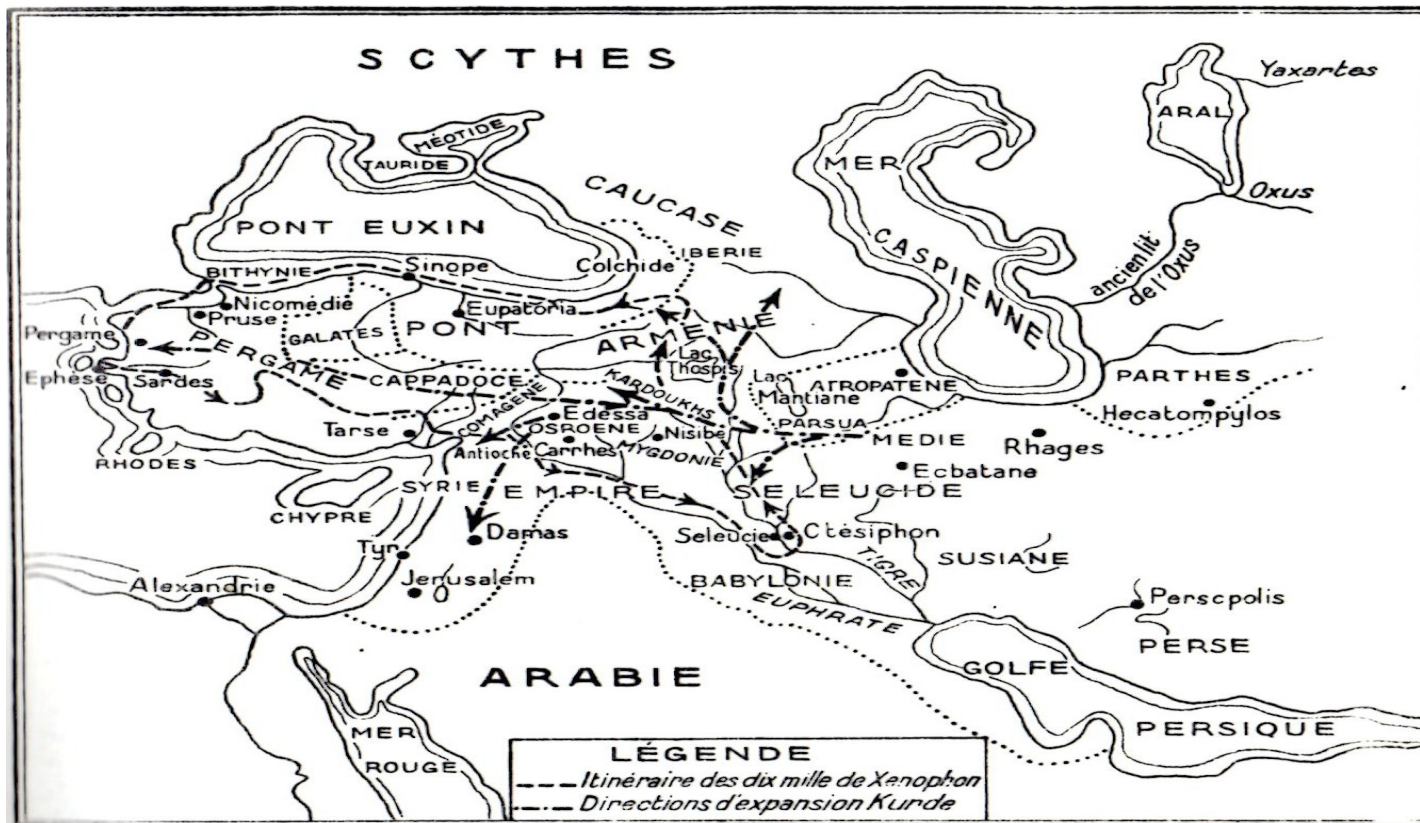 SCYTHES
Yaxartes
ARAL
MÉOTIDE
TAURIDE
MER
CASPIENNE
Oxus
CAUCASE
PONT EUXIN
IBERIE
ancien lit
de l'Oxus
BITHYNIE
Sinope
Colchide
Nicomédie
Pruse
Eupatoria
GALATES
PONT
ARMENIE
Pergame
PERGAME
Lac
Thospis
Ephèse
Sardes
CAPPADOCE
KARDOUKHS
Lac
Mantiane
ATROPATENE
PARTHES
COMAGENE
Hecatompylos
Edessa
Tarse
OSROENE
Nisibe
PARSUA
MEDIE
Rhages
Antioche
Carrhes
MYGDONIE
RHODES
Ecbatane
SYRIE
EMPIRE SELEUCIDE
CHYPRE
Damas
Seleucie
Ctésiphon
Tyr
TIGRE
SUSIANE
Jerusalem
Alexandrie
BABYLONIE
EUPHRATE
Perscpolis
PERSE
ARABIE
GOLFE
PERSIQUE
MER
ROUGE
LÉGENDE
Itinéraire des dix mille de Xenophon
Directions d'expansion Kurde